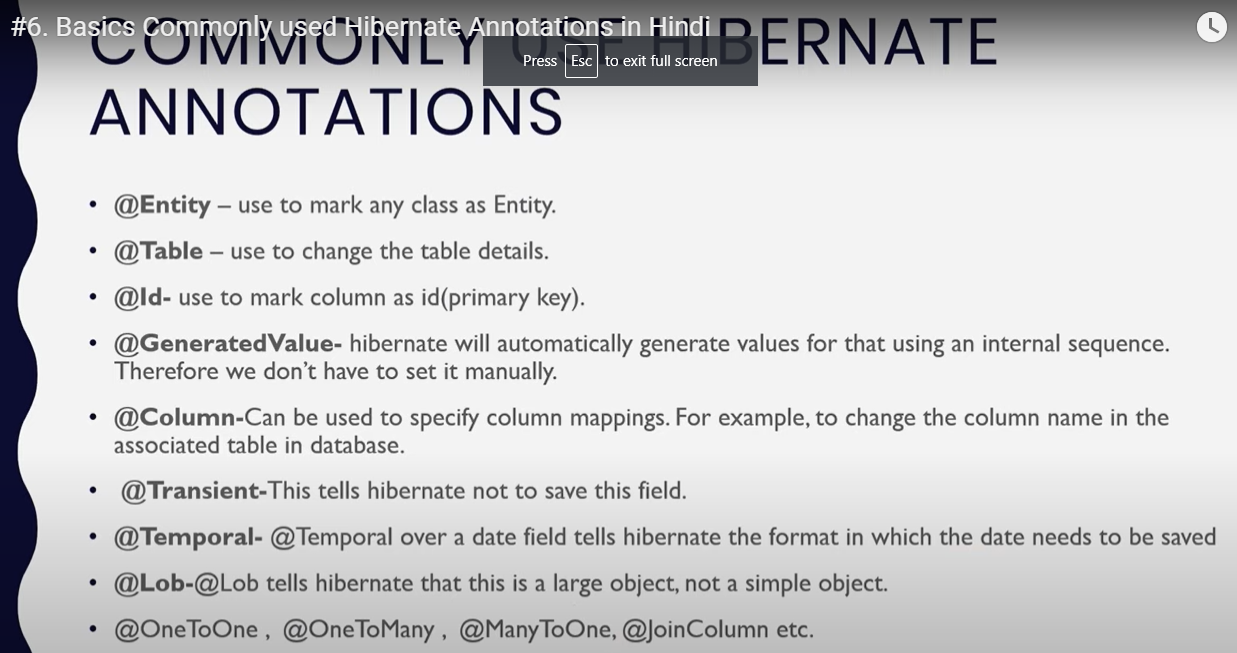 #6. Basics Commonly used Hibernate Annotations in Hindi
COMMONLY USE HIBERNATE
Press Esc to exit full screen
ANNOTATIONS
• @Entity – use to mark any class as Entity.
• @Table – use to change the table details.
• @Id- use to mark column as id(primary key).
• @GeneratedValue- hibernate will automatically generate values for that using an internal sequence.
Therefore we don’t have to set it manually.
• @Column-Can be used to specify column mappings. For example, to change the column name in the
associated table in database.
• @Transient-This tells hibernate not to save this field.
• @Temporal- @Temporal over a date field tells hibernate the format in which the date needs to be saved
• @Lob-@Lob tells hibernate that this is a large object, not a simple object.
• @OneToOne , @OneToMany , @ManyToOne, @JoinColumn etc.